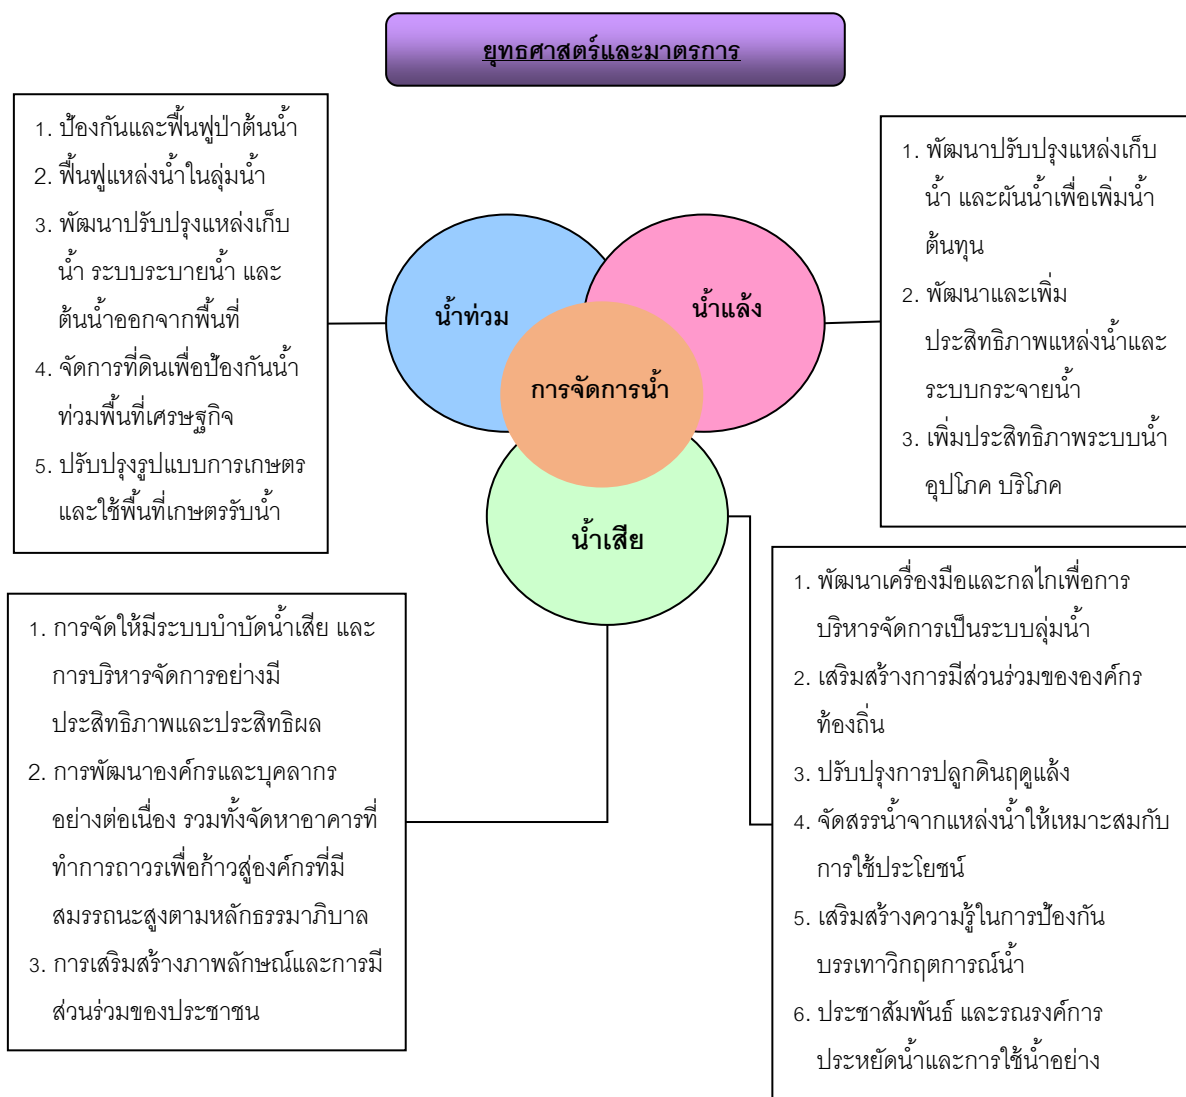 ยุทธศาสตร์และมาตรการ
1. ป้องกันและฟื้นฟูป่าต้นน้ำ
2. ฟื้นฟูแหล่งน้ำในลุ่มน้ำ
3. พัฒนาปรับปรุงแหล่งเก็บ
น้ำ ระบบระบายน้ำ และ
ต้นน้ำออกจากพื้นที่
4. จัดการที่ดินเพื่อป้องกันน้ำ
ท่วมพื้นที่เศรษฐกิจ
5. ปรับปรุงรูปแบบการเกษตร
และใช้พื้นที่เกษตรรับน้ำ
1. พัฒนาปรับปรุงแหล่งเก็บ
น้ำ และผันน้ำเพื่อเพิ่มน้ำ
ต้นทุน
2. พัฒนาและเพิ่ม
ประสิทธิภาพแหล่งน้ำและ
ระบบกระจายน้ำ
3. เพิ่มประสิทธิภาพระบบน้ำ
อุปโภค บริโภค
น้ำท่วม
น้ำแล้ง
การจัดการน้ำ
น้ำเสีย
1. การจัดให้มีระบบบำบัดน้ำเสีย และ
การบริหารจัดการอย่างมี
ประสิทธิภาพและประสิทธิผล
2. การพัฒนาองค์กรและบุคลากร
อย่างต่อเนื่อง รวมทั้งจัดหาอาคารที่
ทำการถาวรเพื่อก้าวสู่องค์กรที่มี
สมรรถนะสูงตามหลักธรรมาภิบาล
3. การเสริมสร้างภาพลักษณ์และการมี
ส่วนร่วมของประชาชน
1. พัฒนาเครื่องมือและกลไกเพื่อการ
บริหารจัดการเป็นระบบลุ่มน้ำ
2. เสริมสร้างการมีส่วนร่วมขององค์กร
ท้องถิ่น
3. ปรับปรุงการปลูกดินฤดูแล้ง
4. จัดสรรน้ำจากแหล่งน้ำให้เหมาะสมกับ
การใช้ประโยชน์
5. เสริมสร้างความรู้ในการป้องกัน
บรรเทาวิกฤตการณ์น้ำ
6. ประชาสัมพันธ์ และรณรงค์การ
ประหยัดน้ำและการใช้น้ำอย่าง